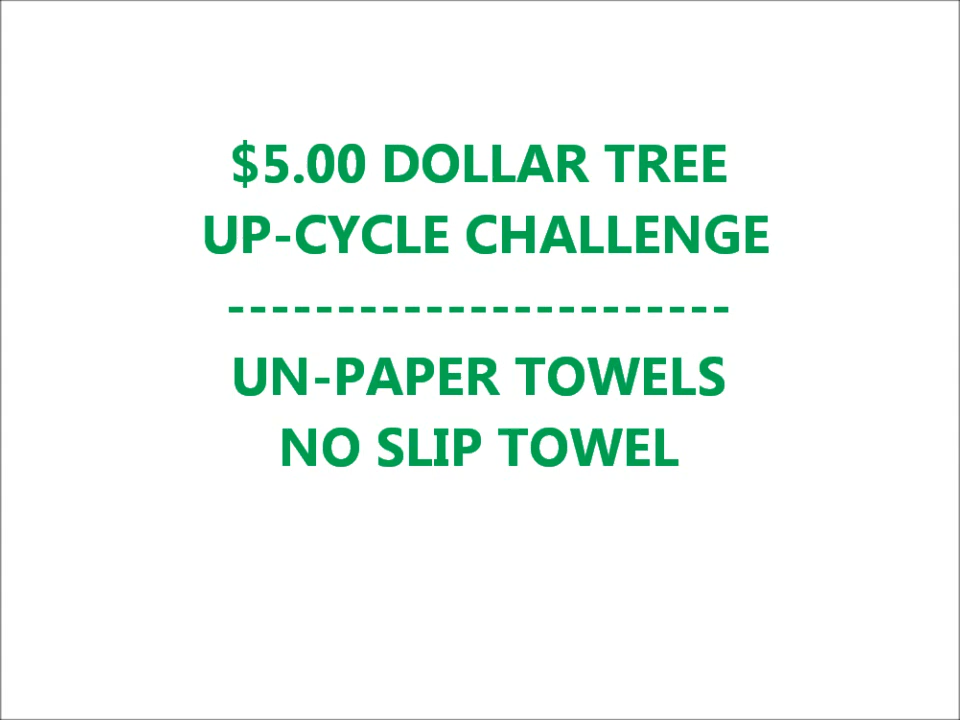 $5.00 DOLLAR TREE
UP-CYCLE CHALLENGE
-----------------------
UN-PAPER TOWELS
NO SLIP TOWEL